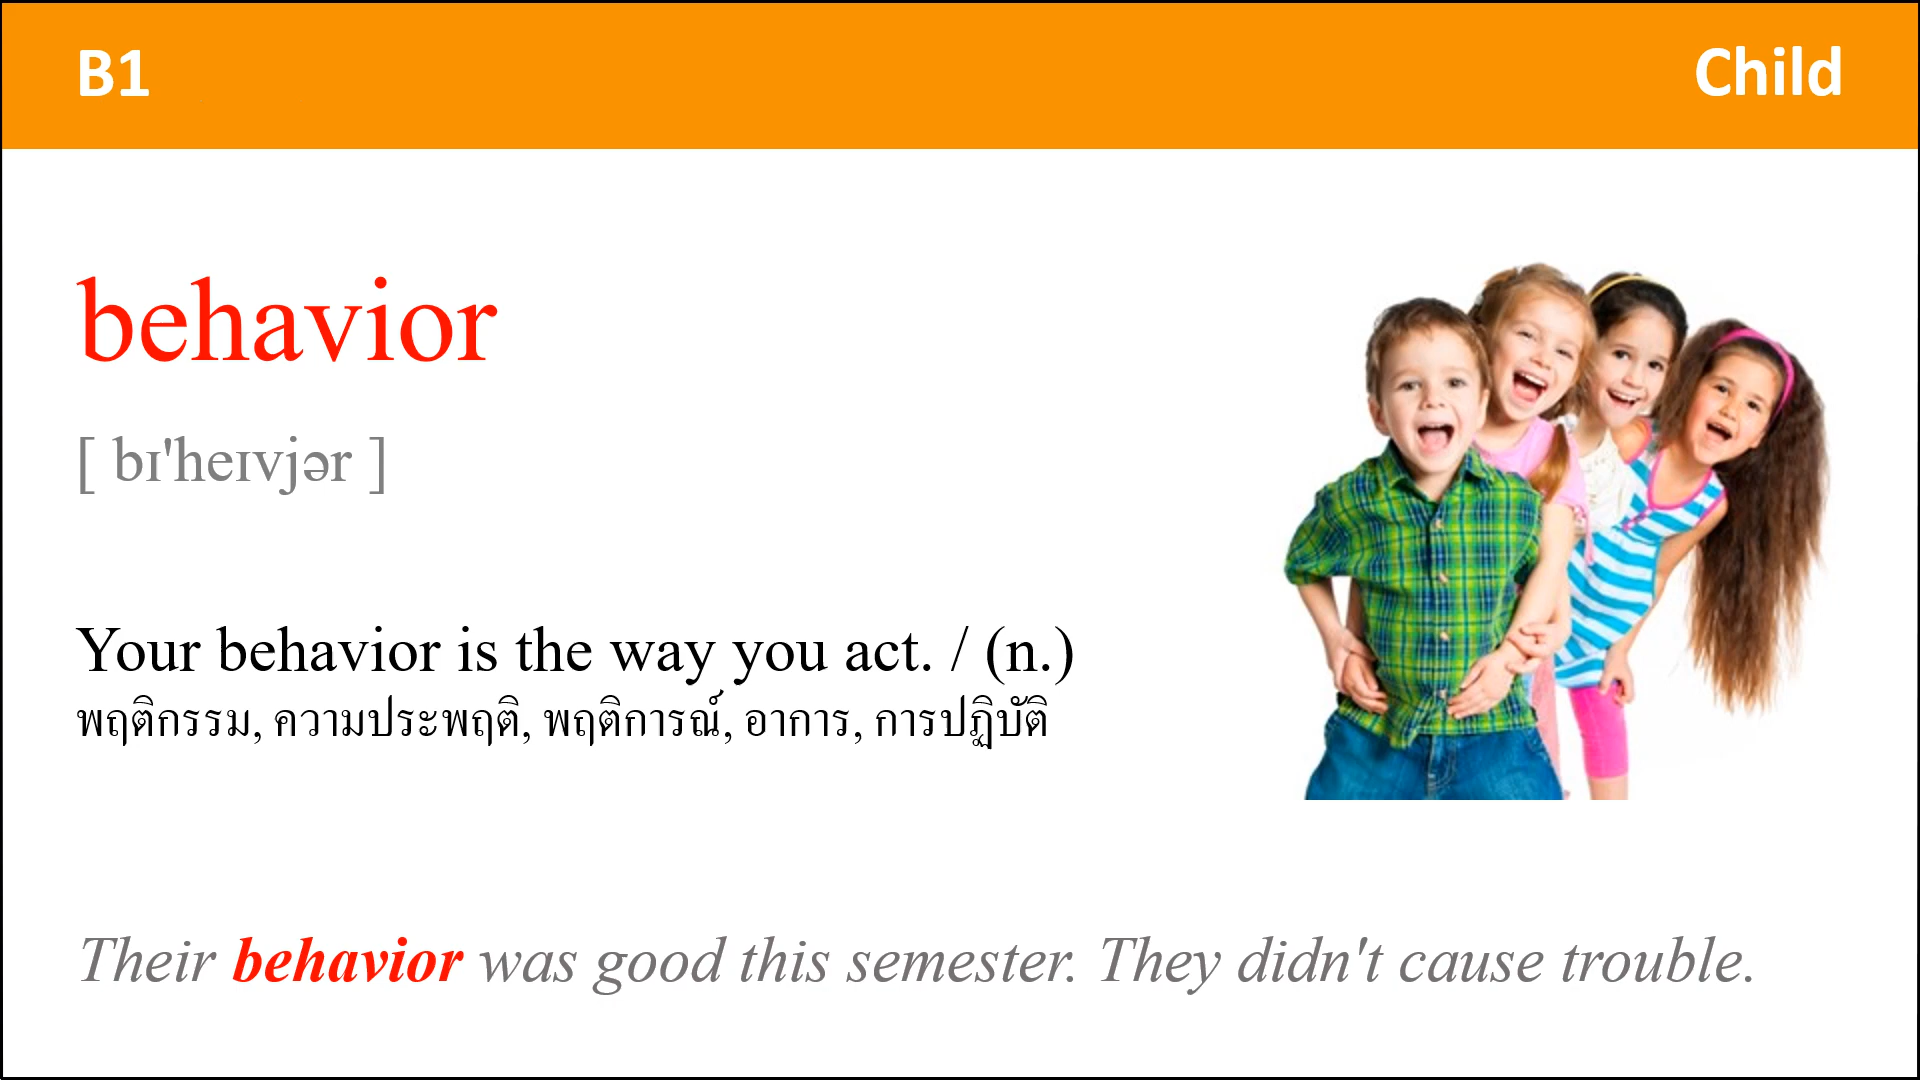 B1
Child
behavior
[ bɪ'heɪvjər ]
Your behavior is the way you act. / (n.)
พฤติกรรม, ความประพฤติ, พฤติการณ์, อาการ, การปฏิบัติ
Their behavior was good this semester. They didn't cause trouble.